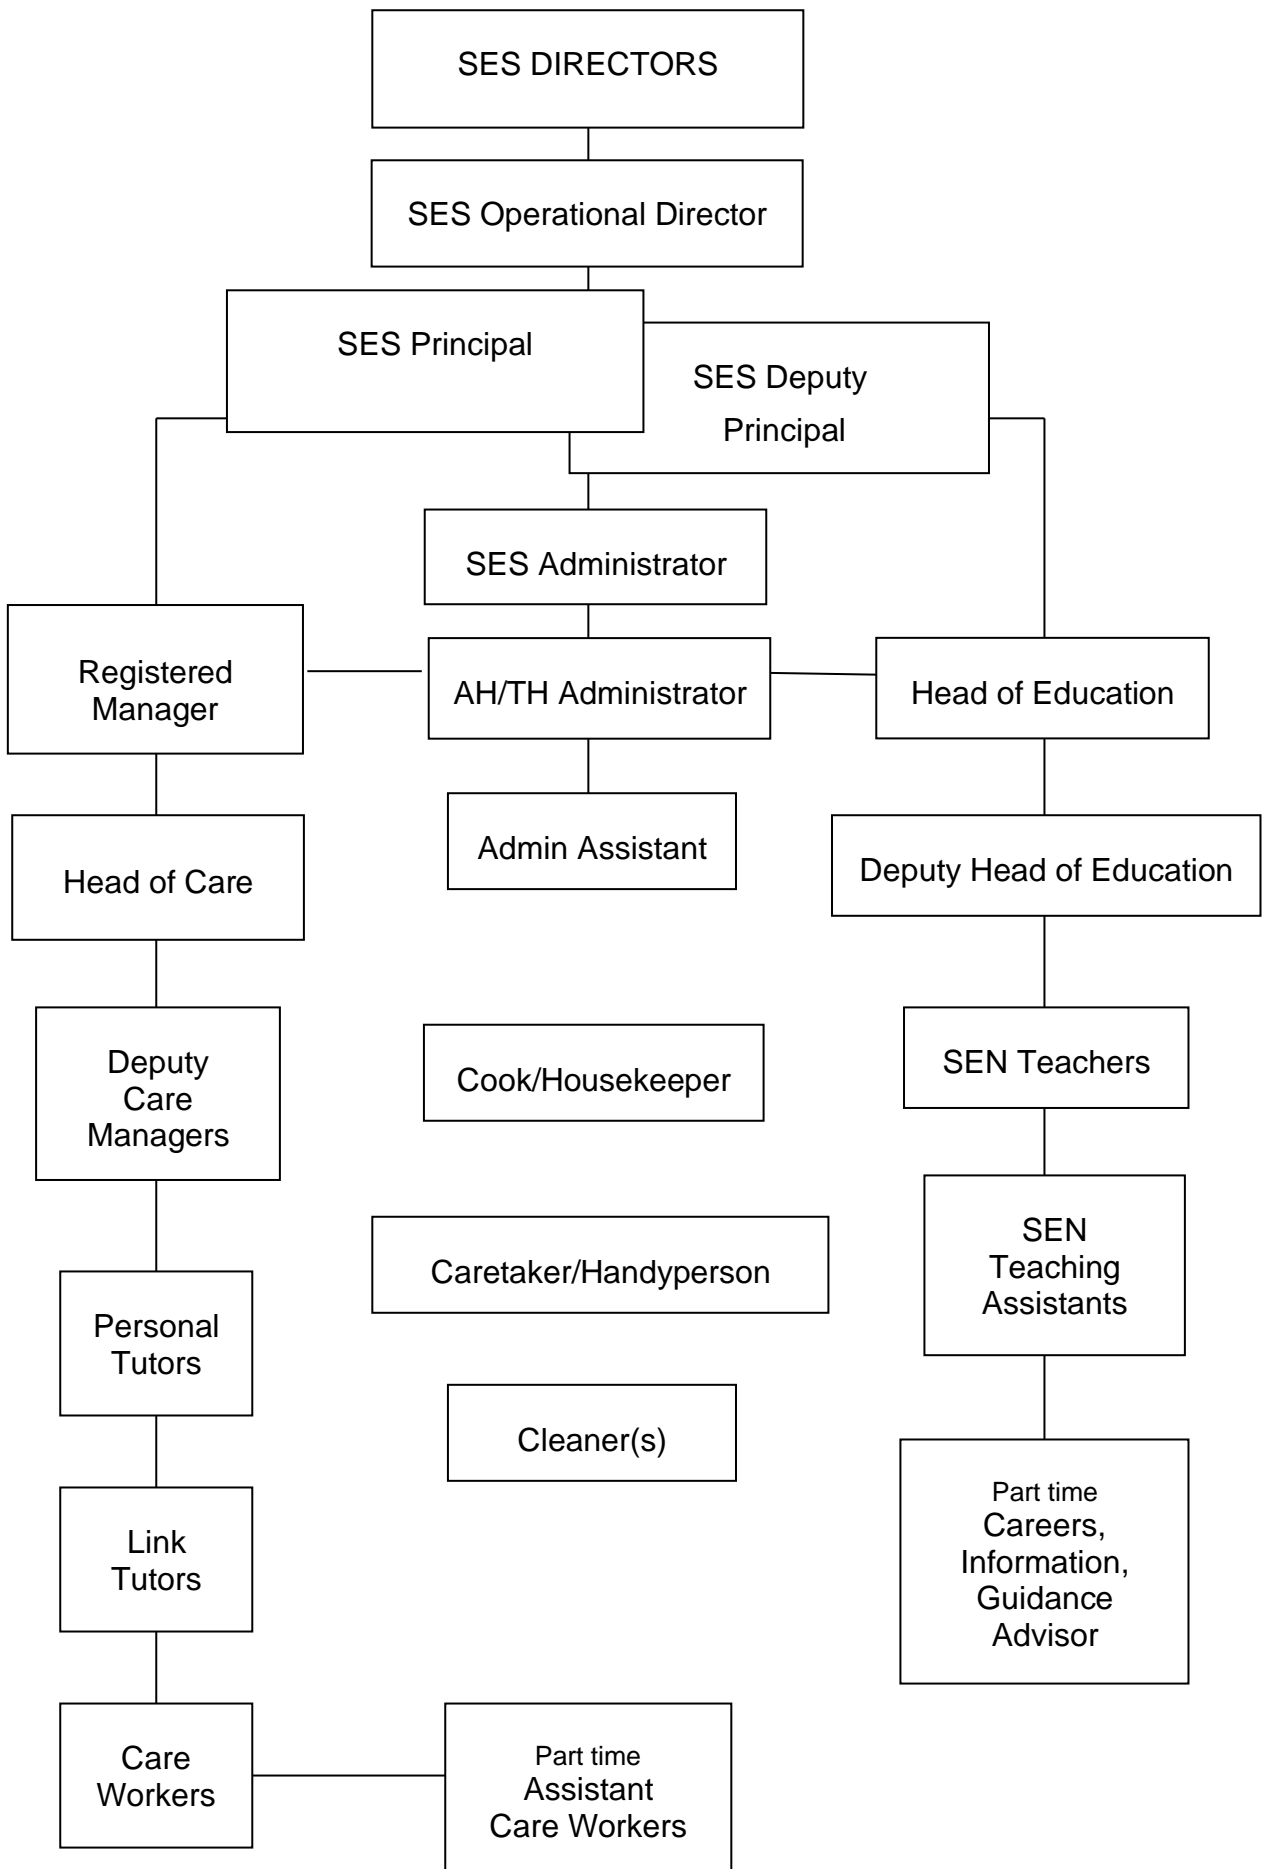 SES DIRECTORS
SES Operational Director
SES Principal
SES Deputy
Principal
SES Administrator
Registered
Manager
AH/TH Administrator
Head of Education
Admin Assistant
Head of Care
Deputy Head of Education
Deputy
Care
Managers
Cook/Housekeeper
SEN Teachers
Caretaker/Handyperson
SEN
Teaching
Assistants
Personal
Tutors
Cleaner(s)
Link
Tutors
Part time
Careers,
Information,
Guidance
Advisor
Care
Workers
Part time
Assistant
Care Workers